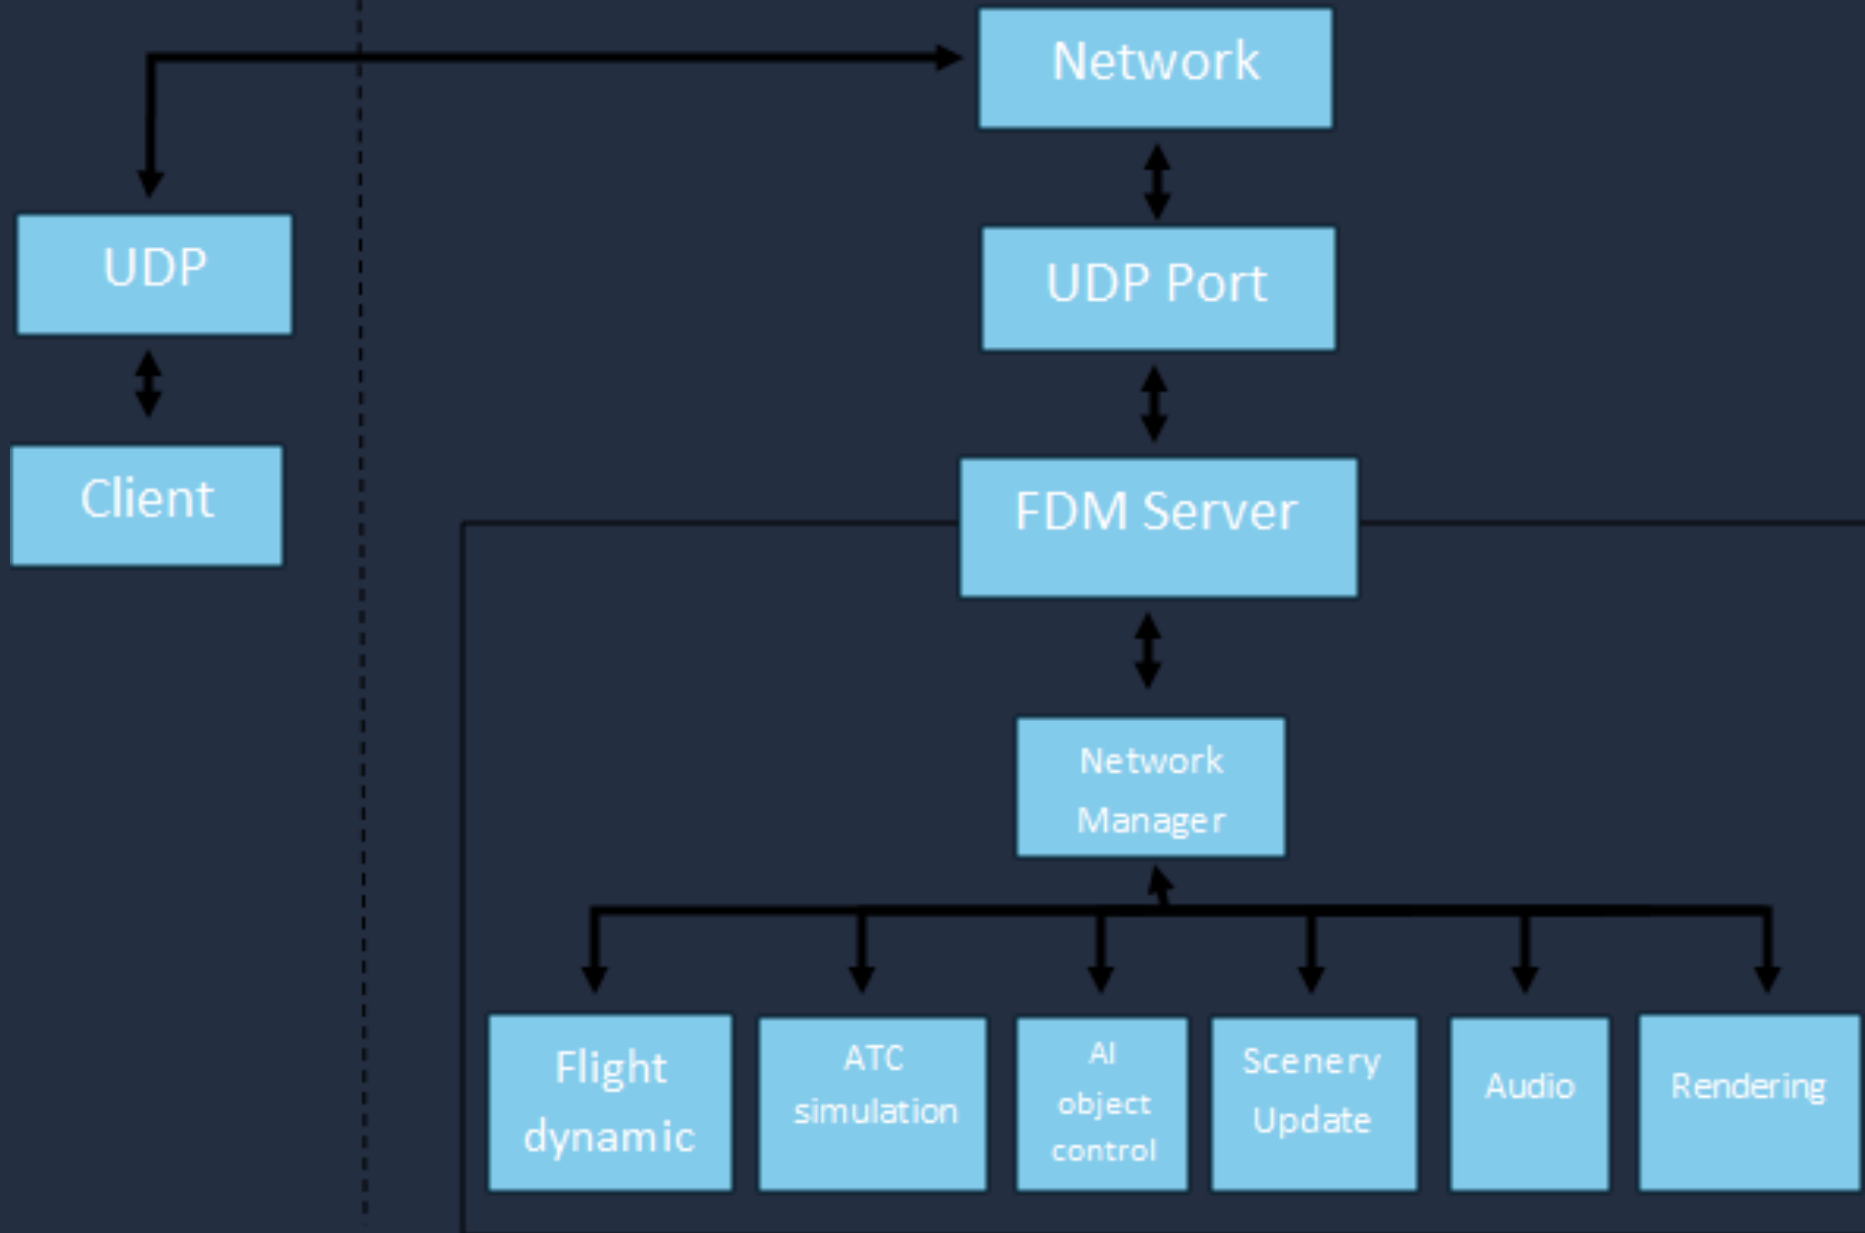 Network
UDP
UDP Port
Client
FDM Server
Network
Manager
Flight
dynamic
ATC
simulation
AI
object
control
Scenery
Update
Audio
Rendering